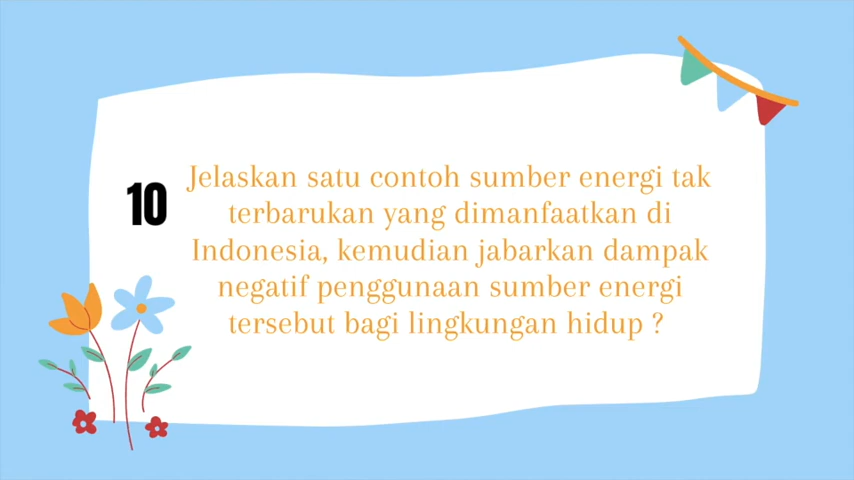 10
Jelaskan satu contoh sumber energi tak
terbarukan yang dimanfaatkan di
Indonesia, kemudian jabarkan dampak
negatif penggunaan sumber energi
tersebut bagi lingkungan hidup ?